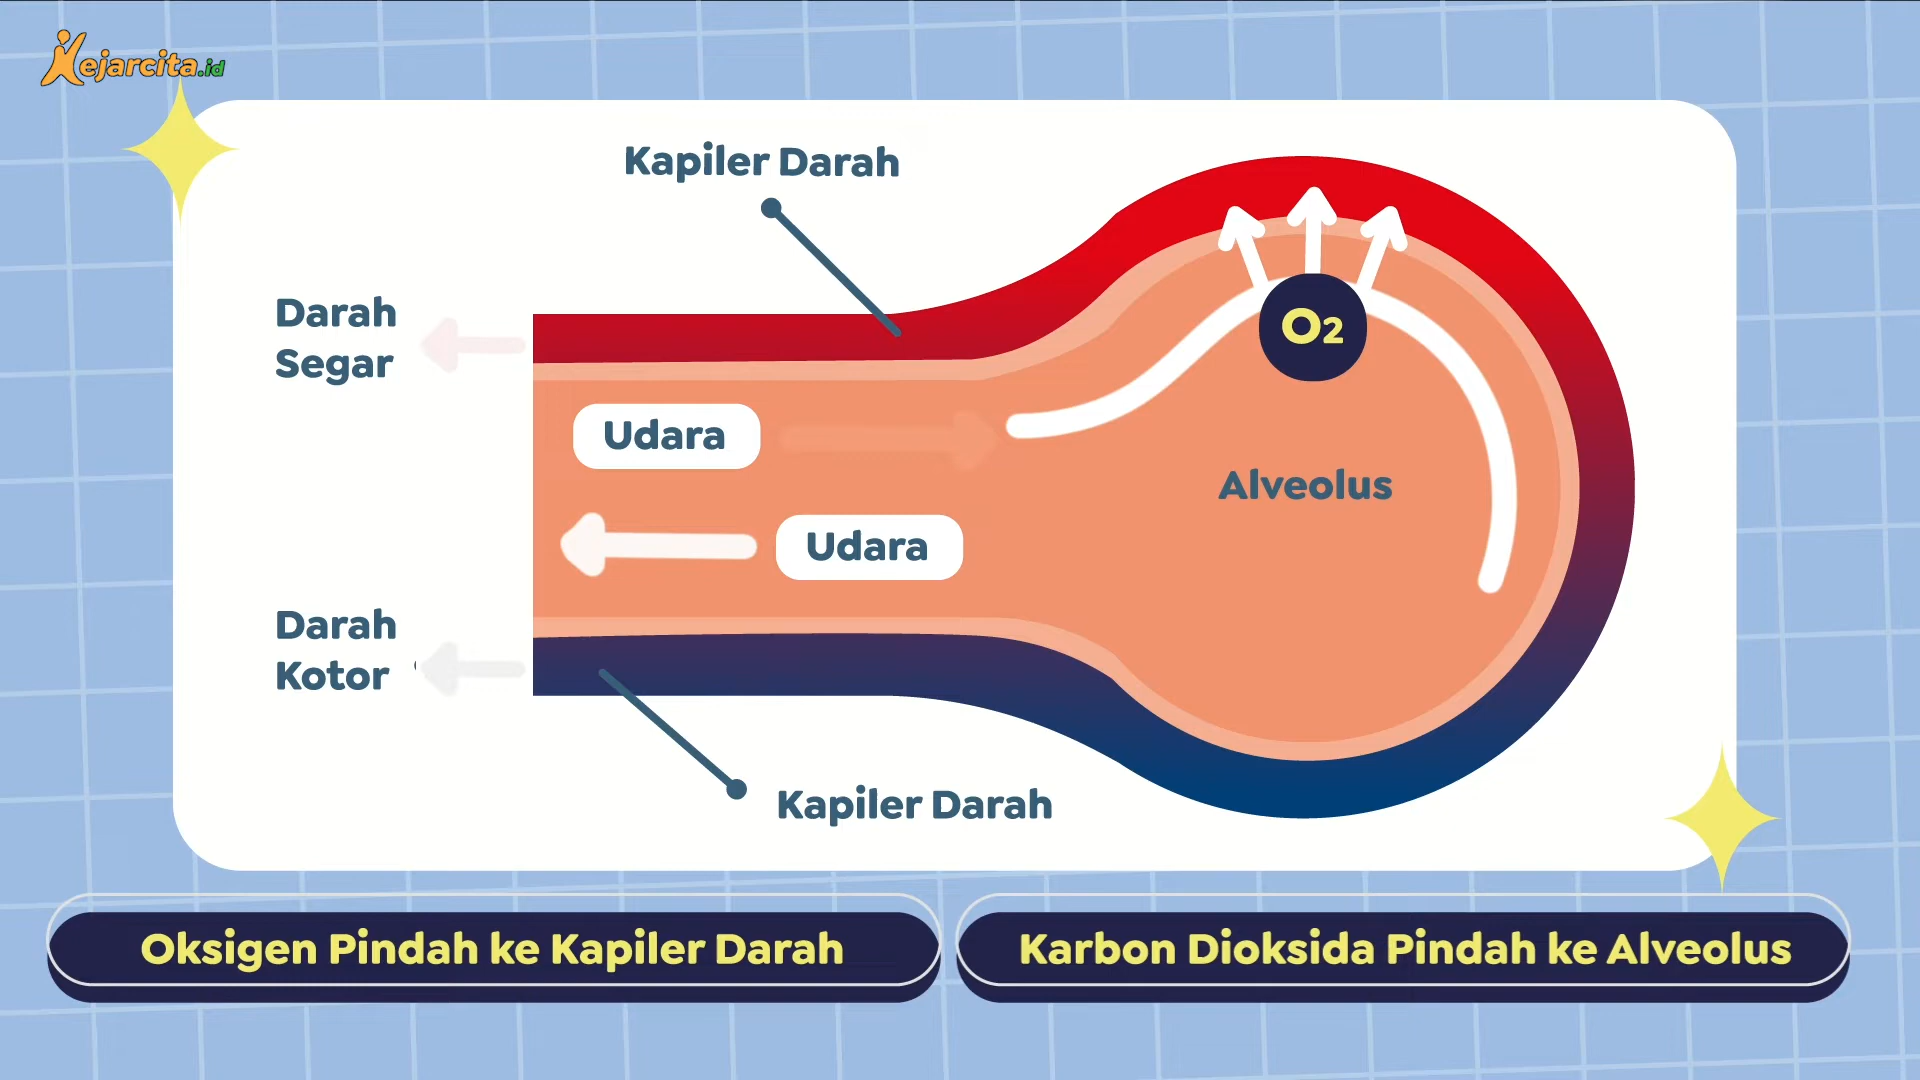 Kejarcita.id
Kapiler Darah
Darah
Segar
O2
Udara
Alveolus
Udara
Darah
Kotor
Kapiler Darah
Oksigen Pindah ke Kapiler Darah
Karbon Dioksida Pindah ke Alveolus